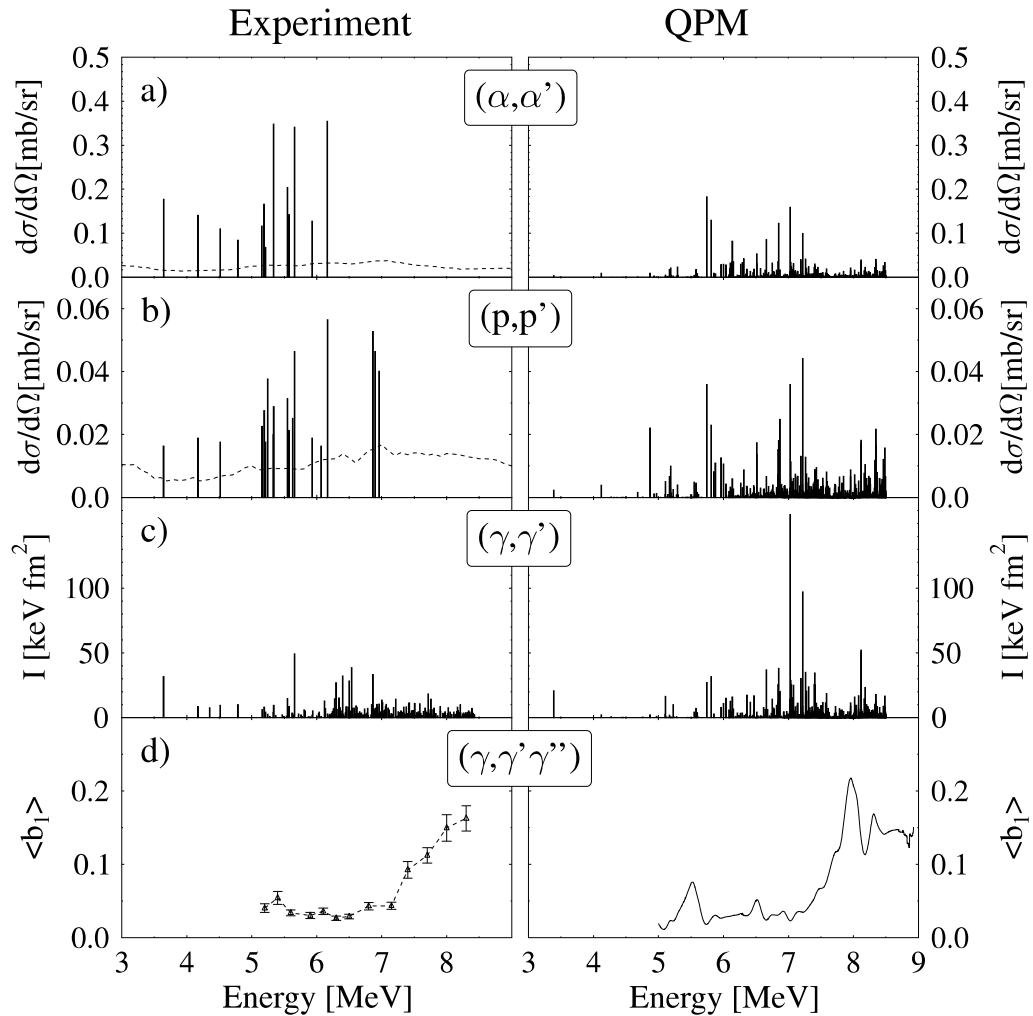 Experiment QPM
0.5 0.5
a) (α,α')
0.4 0.4
0.3 0.3
0.2 0.2
0.1 0.1
0.0 0.0
dσ/dΩ[mb/sr] dσ/dΩ[mb/sr]
b) (p,p')
0.06 0.06
0.04 0.04
0.02 0.02
0.0 0.0
dσ/dΩ[mb/sr] dσ/dΩ[mb/sr]
c) (γ,γ')
100 100
50 50
0 0
I [keV fm²] I [keV fm²]
d) (γ,γ'γ'')
0.2 0.2
0.1 0.1
0.0 0.0
<b₁> <b₁>
3 4 5 6 7 8 3 4 5 6 7 8 9
Energy [MeV] Energy [MeV]